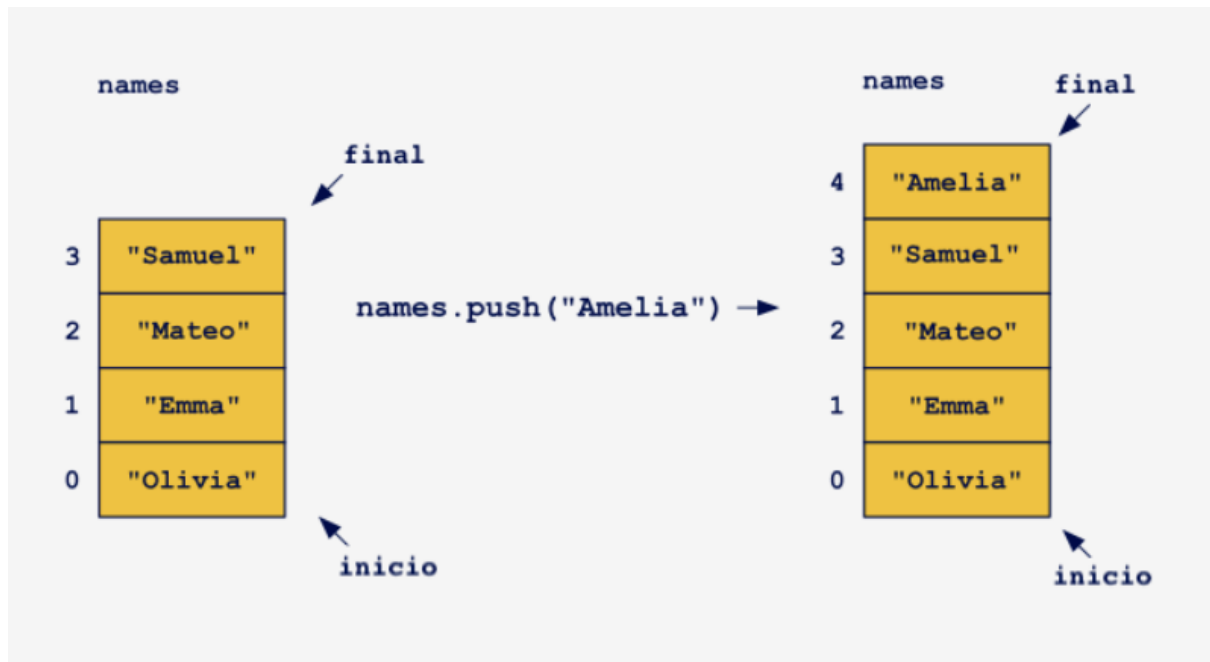 names
final
3 "Samuel"
2 "Mateo"
1 "Emma"
0 "Olivia"
inicio
names.push("Amelia")
names
final
4 "Amelia"
3 "Samuel"
2 "Mateo"
1 "Emma"
0 "Olivia"
inicio